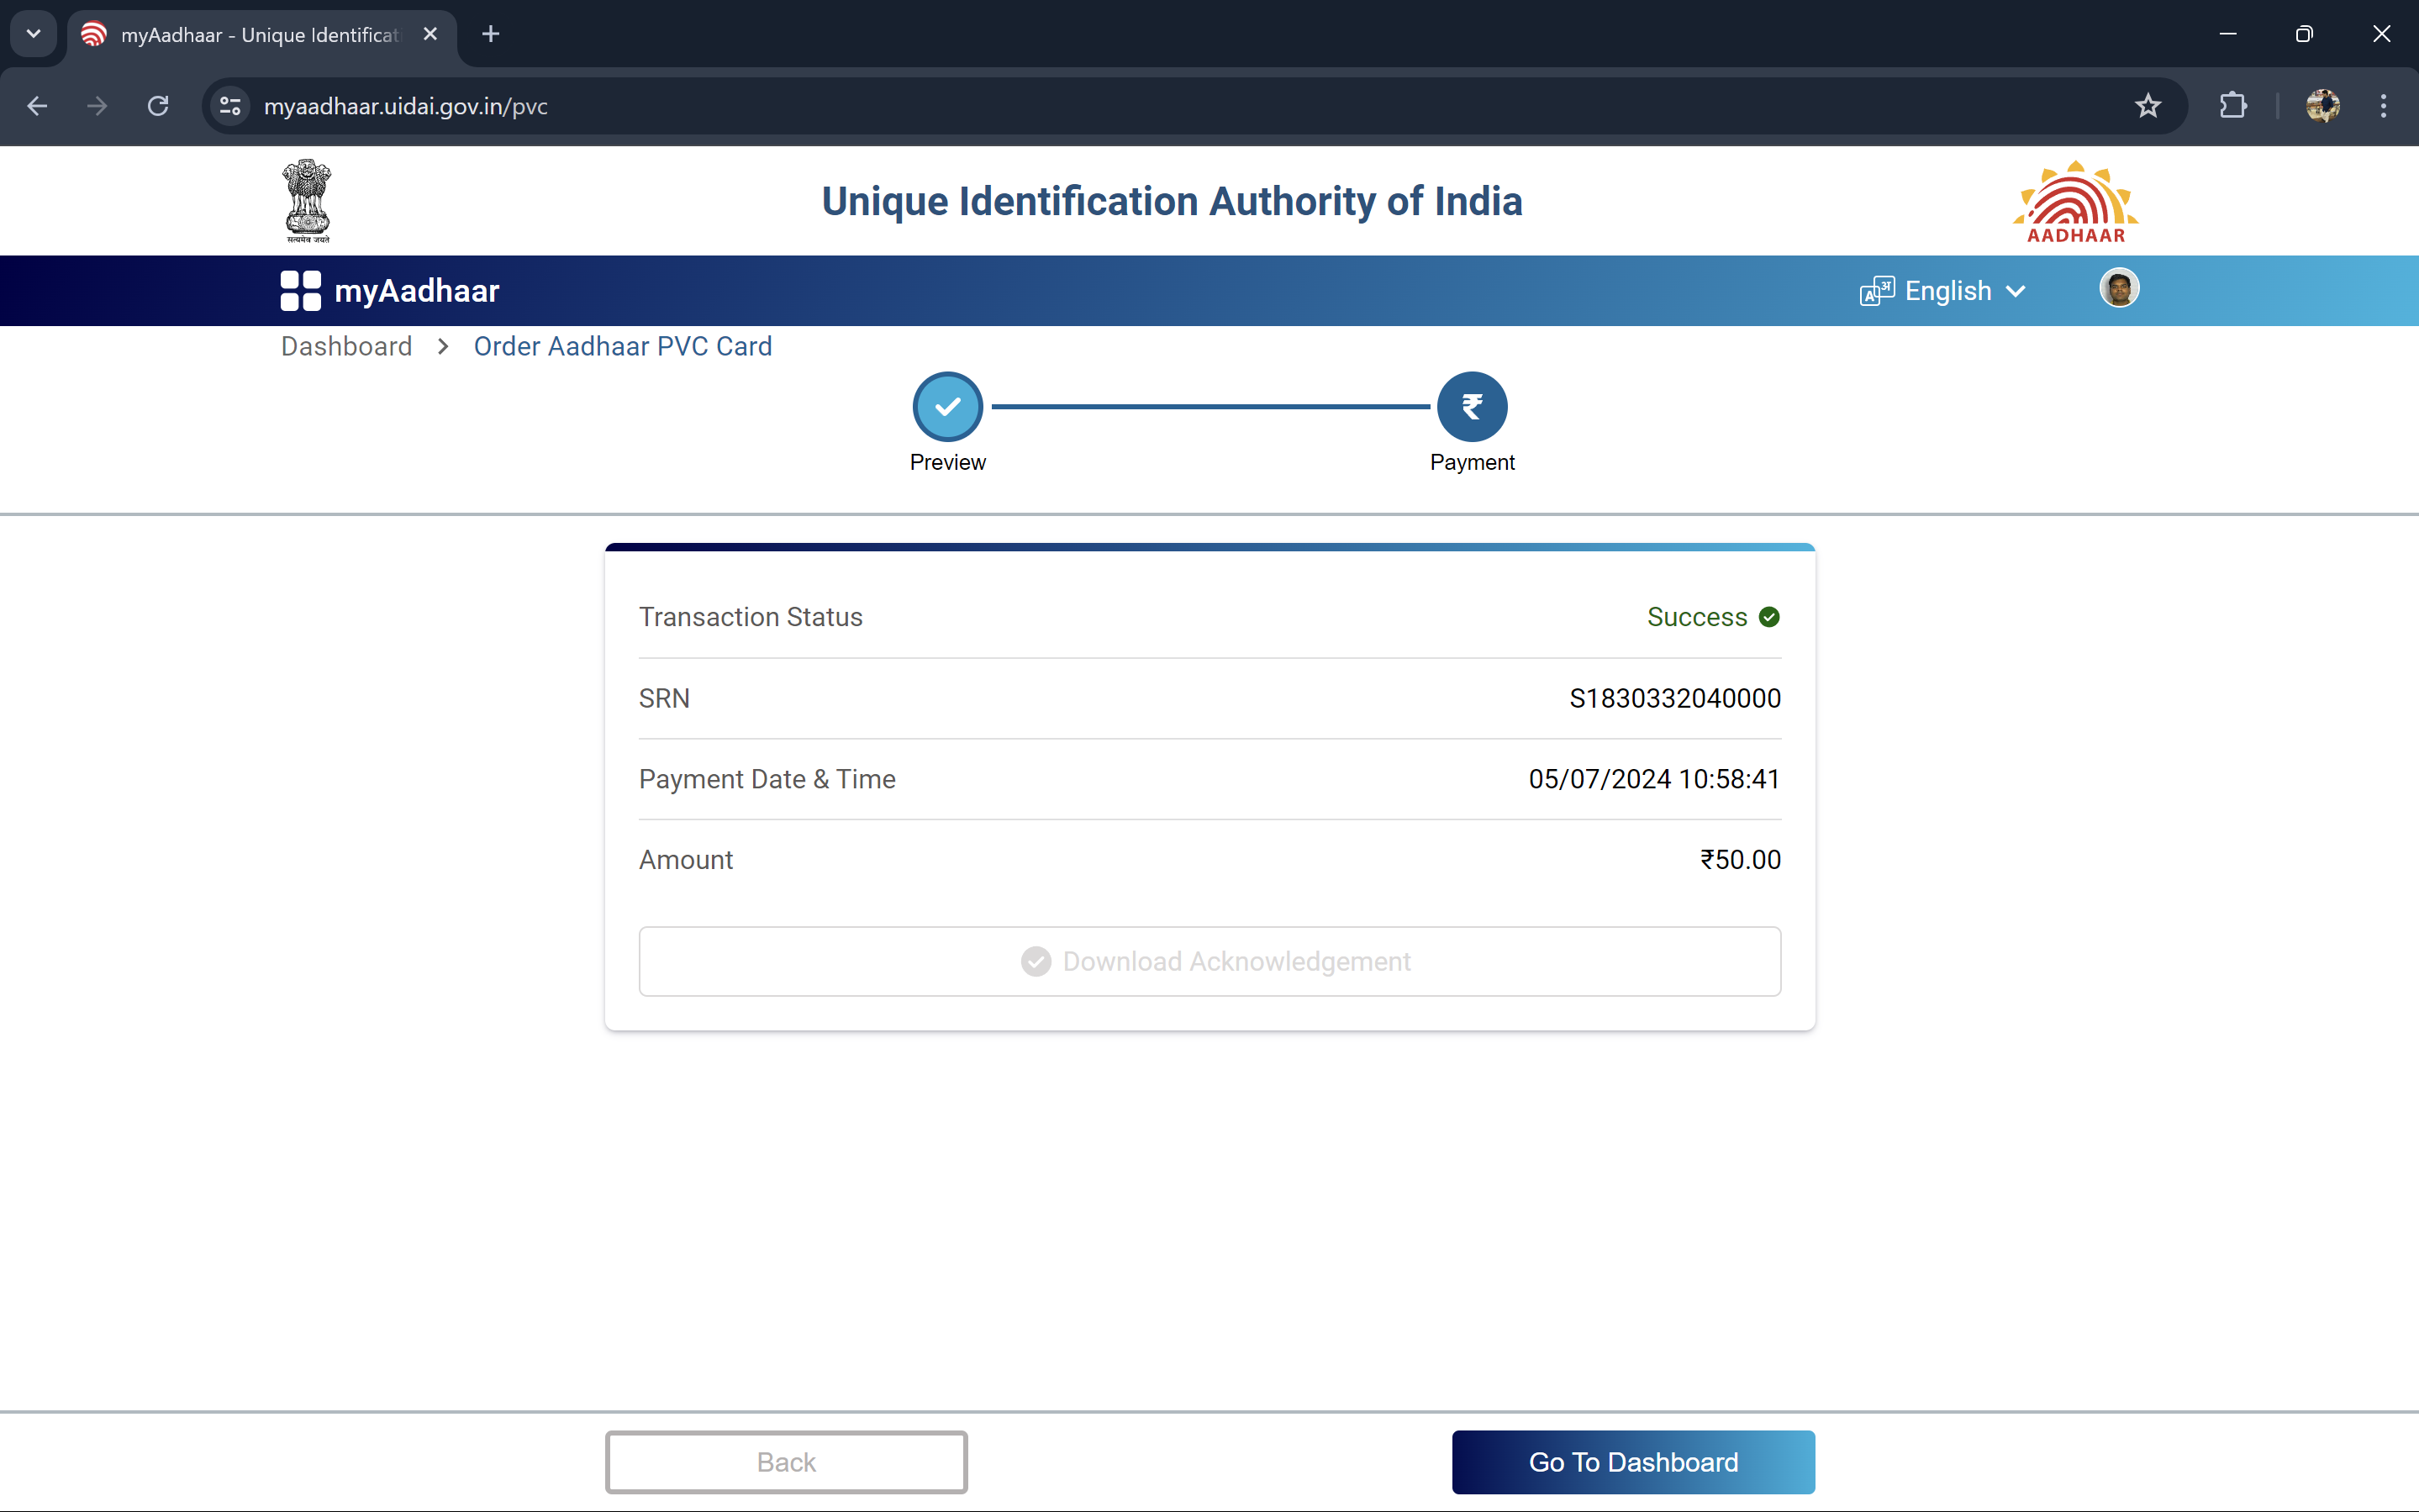 myAadhaar - Unique Identificat
myaadhaar.uidai.gov.in/pvc
सत्यमेव जयते
Unique Identification Authority of India
AADHAAR
myAadhaar
A अ English
Dashboard > Order Aadhaar PVC Card
₹
Preview Payment
Transaction Status Success
SRN S1830332040000
Payment Date & Time 05/07/2024 10:58:41
Amount ₹50.00
Download Acknowledgement
Back Go To Dashboard